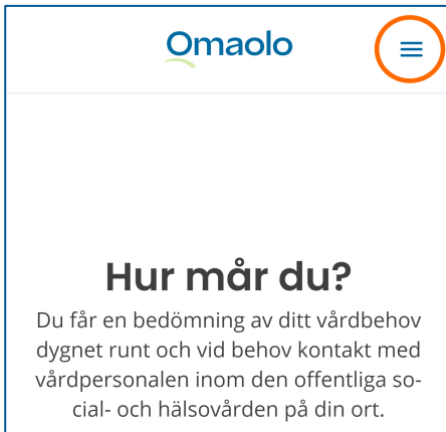 Omaolo
Hur mår du?
Du får en bedömning av ditt vårdbehov
dygnet runt och vid behov kontakt med
vårdpersonalen inom den offentliga so-
cial- och hälsovården på din ort.